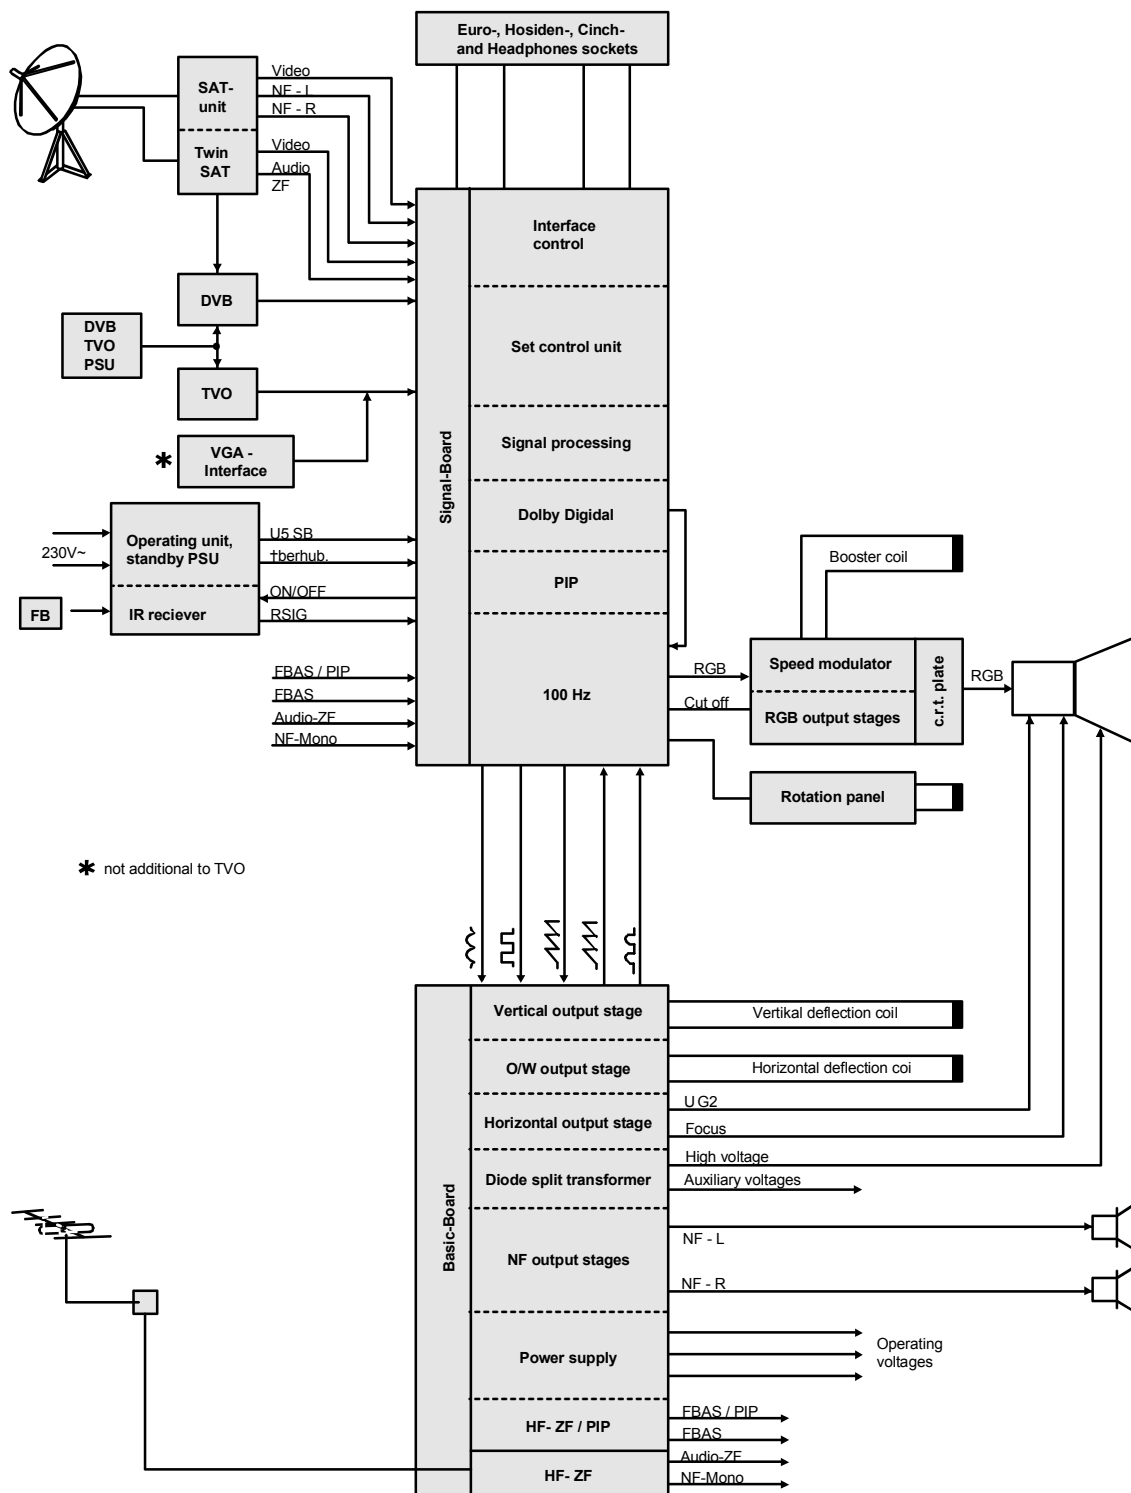 Euro-, Hosiden-, Cinch-
and Headphones sockets
SAT-
unit
Twin
SAT
Video
NF - L
NF - R
Video
Audio
ZF
DVB
DVB
TVO
PSU
TVO
VGA -
Interface
*
Signal-Board
Interface
control
Set control unit
Signal processing
Dolby Digidal
PIP
100 Hz
230V~
Operating unit,
standby PSU
IR reciever
FB
U5 SB
†berhub.
ON/OFF
RSIG
FBAS / PIP
FBAS
Audio-ZF
NF-Mono
Booster coil
RGB
Cut off
Speed modulator
RGB output stages
c.r.t. plate
RGB
Rotation panel
* not additional to TVO
Basic-Board
Vertical output stage
O/W output stage
Horizontal output stage
Diode split transformer
NF output stages
Power supply
HF- ZF / PIP
HF- ZF
Vertikal deflection coil
Horizontal deflection coi
U G2
Focus
High voltage
Auxiliary voltages
NF - L
NF - R
Operating
voltages
FBAS / PIP
FBAS
Audio-ZF
NF-Mono